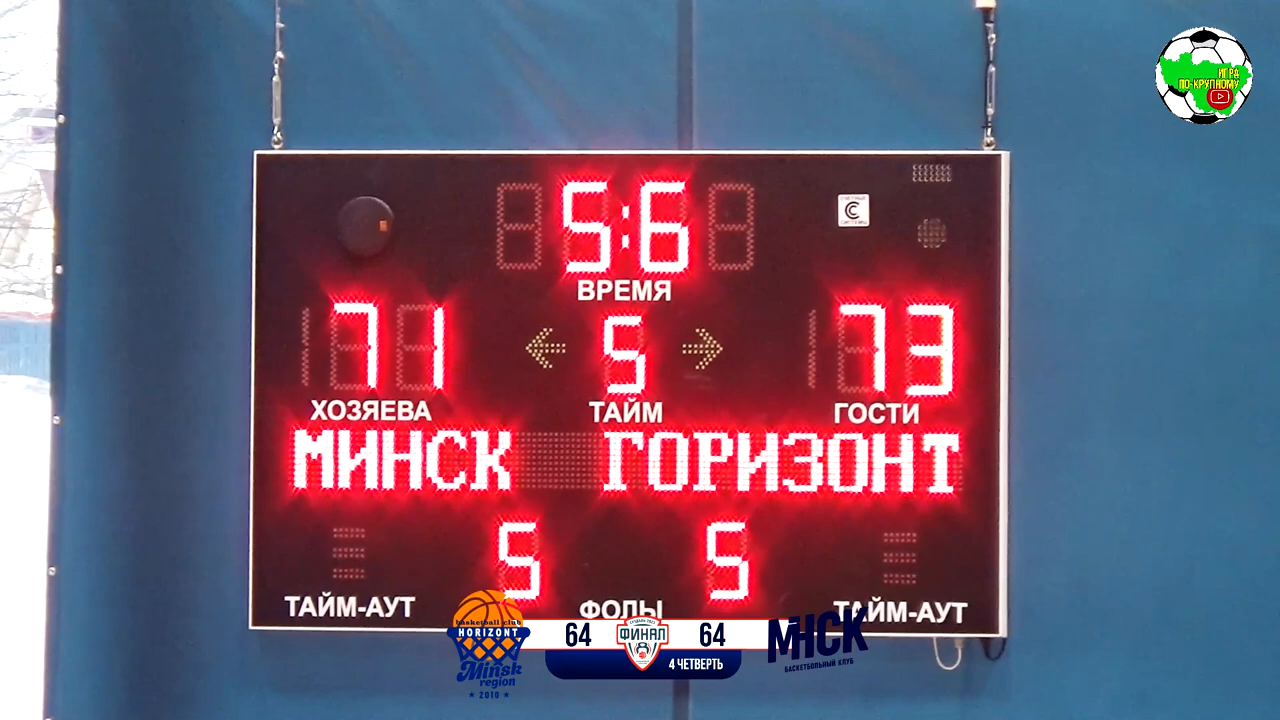 ИГРА
ПО-КРУПНОМУ
5:6
ВРЕМЯ
71 5 73
ХОЗЯЕВА ТАЙМ ГОСТИ
МИНСК ГОРИЗОНТ
5 5
ТАЙМ-АУТ ФОЛЫ ТАЙМ-АУТ
basketball club
HORIZONT
Minsk
region
2010
64 ФИНАЛ 64
4 ЧЕТВЕРТЬ
МНСК
БАСКЕТБОЛЬНЫЙ КЛУБ